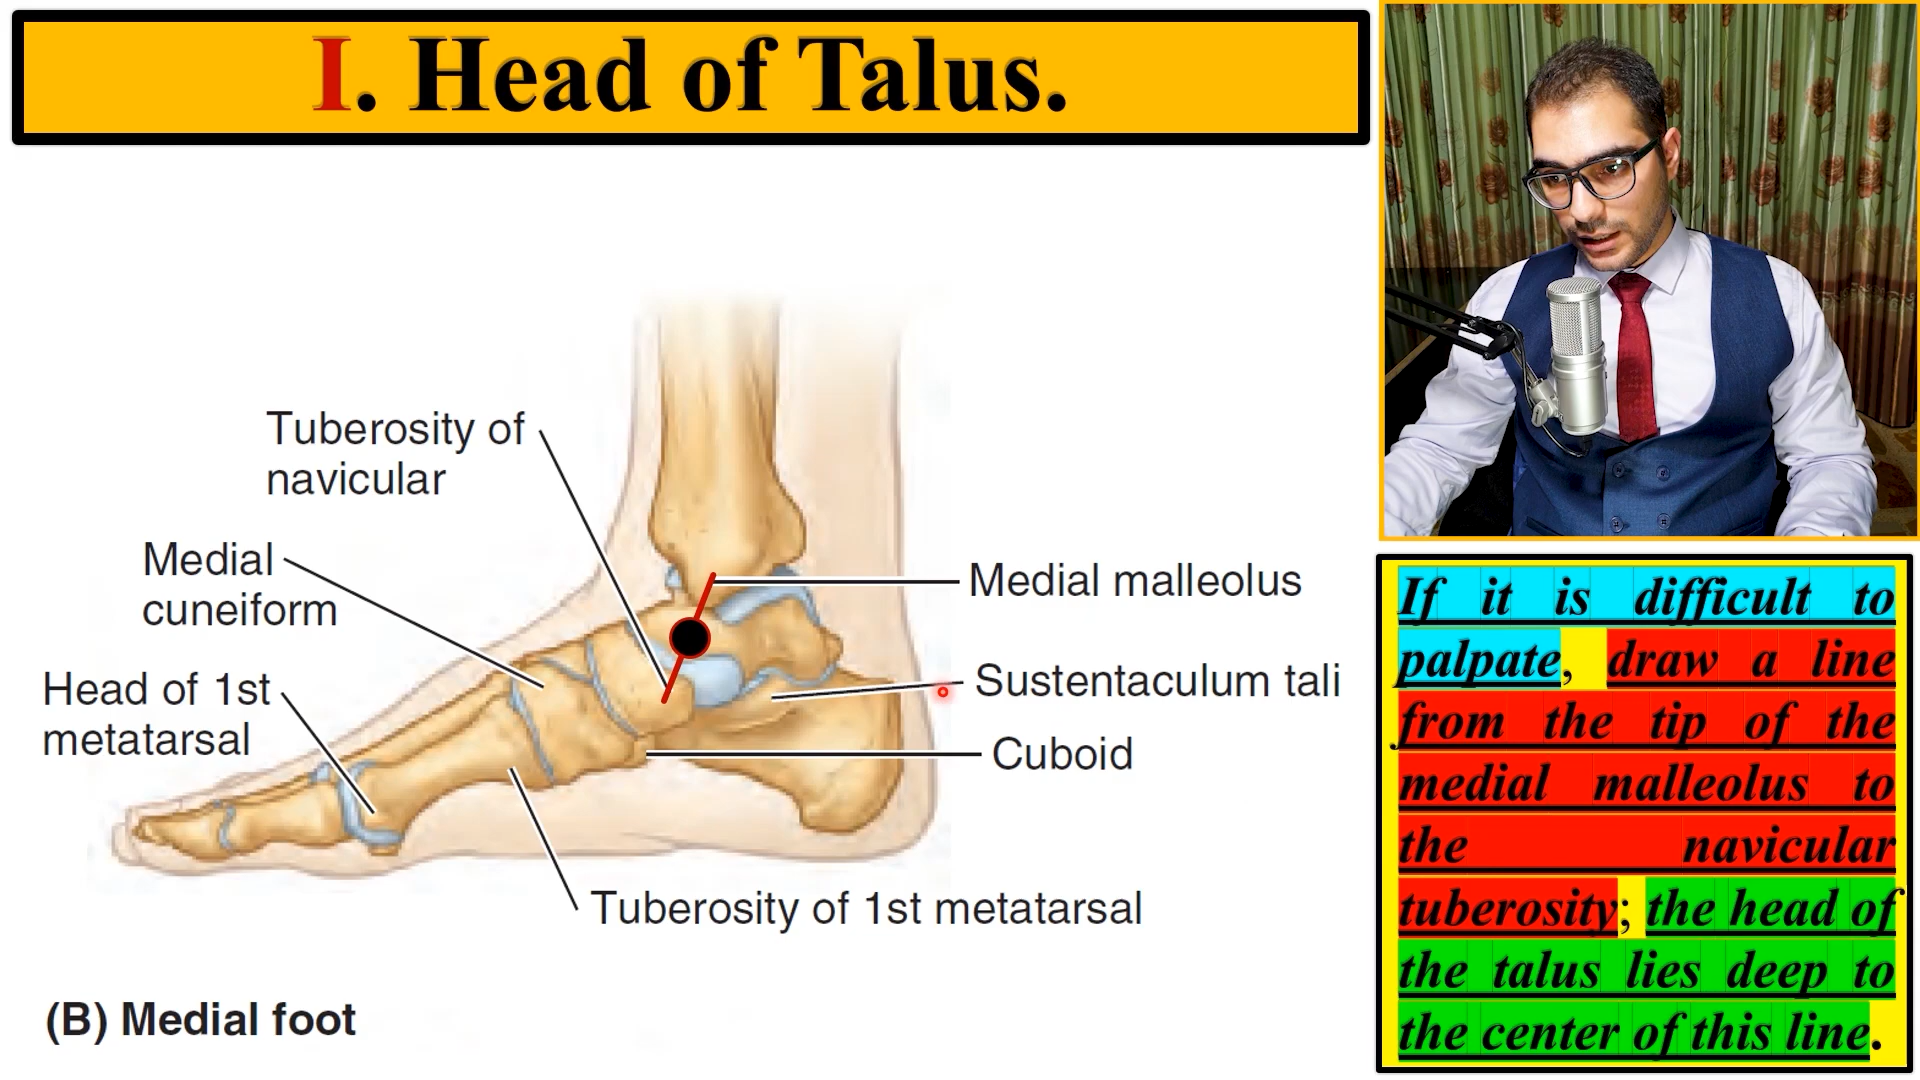 I. Head of Talus.
Tuberosity of
navicular
Medial
cuneiform
Head of 1st
metatarsal
Medial malleolus
Sustentaculum tali
Cuboid
Tuberosity of 1st metatarsal
(B) Medial foot
If it is difficult to
palpate, draw a line
from the tip of the
medial malleolus to
the navicular
tuberosity; the head of
the talus lies deep to
the center of this line.